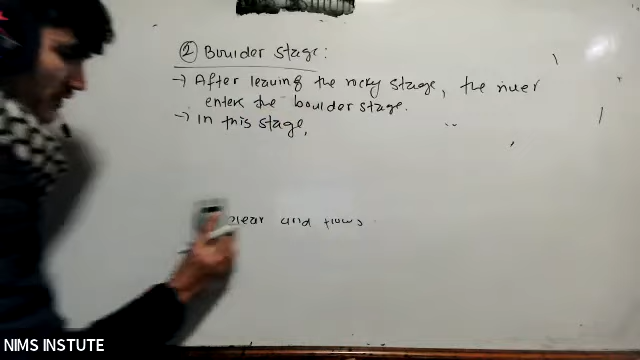 ② Boulder stage:
→ After leaving the rocky stage, the river
enters the boulder stage.
→ In this stage,
clear and flows
NIMS INSTUTE